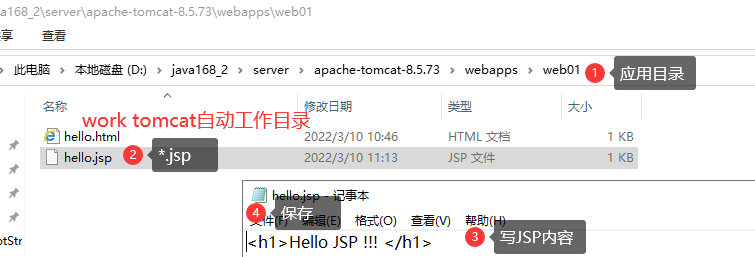 a168_2\server\apache-tomcat-8.5.73\webapps\web01
享 查看
此电脑 › 本地磁盘 (D:) › java168_2 › server › apache-tomcat-8.5.73 › webapps › web01 1 应用目录
名称 修改日期 类型 大小
work tomcat自动工作目录
hello.html 2022/3/10 10:46 HTML 文档 1 KB
hello.jsp 2 *.jsp 2022/3/10 11:13 JSP 文件 1 KB
hello.jsp - 记事本
4 保存
文件(F) 编辑(E) 格式(O) 查看(V) 帮助(H)
otStr <h1>Hello JSP !!! </h1> 3 写JSP内容